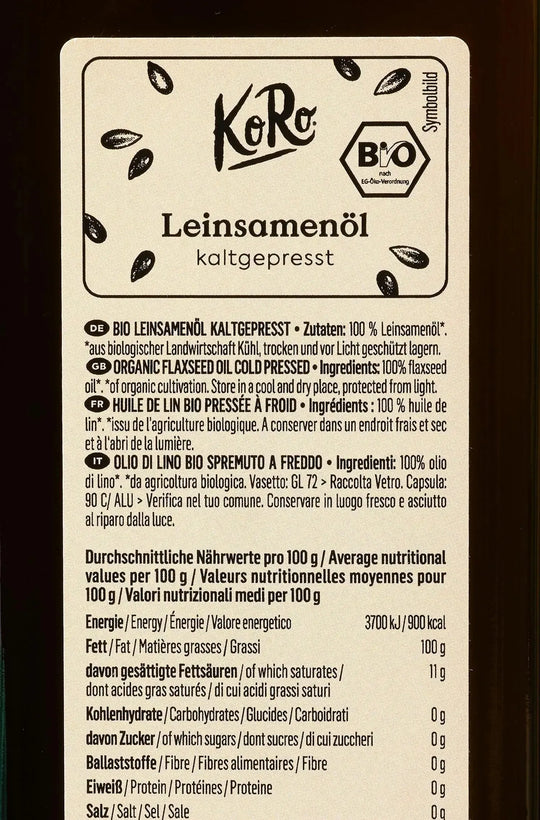 KoRo
Symbolbild
Bio
nach
EG-Öko-Verordnung
Leinsamenöl
kaltgepresst
DE BIO LEINSAMENÖL KALTGEPRESST • Zutaten: 100 % Leinsamenöl*.
*aus biologischer Landwirtschaft Kühl, trocken und vor Licht geschützt lagern.
GB ORGANIC FLAXSEED OIL COLD PRESSED • Ingredients: 100% flaxseed
oil*. *of organic cultivation. Store in a cool and dry place, protected from light.
FR HUILE DE LIN BIO PRESSÉE À FROID • Ingrédients : 100 % huile de
lin*. *issu de l'agriculture biologique. A conserver dans un endroit frais et sec
et à l'abri de la lumière.
IT OLIO DI LINO BIO SPREMUTO A FREDDO • Ingredienti: 100% olio
di lino*. *da agricoltura biologica. Vasetto: GL 72 > Raccolta Vetro. Capsula:
90 C/ ALU > Verifica nel tuo comune. Conservare in luogo fresco e asciutto
al riparo dalla luce.
Durchschnittliche Nährwerte pro 100 g / Average nutritional
values per 100 g / Valeurs nutritionnelles moyennes pour
100 g / Valori nutrizionali medi per 100 g
Energie / Energy / Énergie / Valore energetico 3700 kJ / 900 kcal
Fett / Fat / Matières grasses / Grassi 100 g
davon gesättigte Fettsäuren / of which saturates / 11 g
dont acides gras saturés / di cui acidi grassi saturi
Kohlenhydrate / Carbohydrates / Glucides / Carboidrati 0 g
davon Zucker / of which sugars / dont sucres / di cui zuccheri 0 g
Ballaststoffe / Fibre / Fibres alimentaires / Fibre 0 g
Eiweiß / Protein / Protéines / Proteine 0 g
Salz / Salt / Sel / Sale 0 g